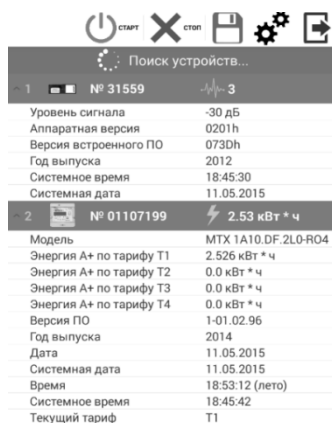 СТАРТ СТОП
Поиск устройств...
1 № 31559 3
Уровень сигнала -30 дБ
Аппаратная версия 0201h
Версия встроенного ПО 073Dh
Год выпуска 2012
Системное время 18:45:30
Системная дата 11.05.2015
2 № 01107199 2.53 кВт * ч
Модель MTX 1A10.DF.2L0-RO4
Энергия А+ по тарифу T1 2.526 кВт * ч
Энергия А+ по тарифу T2 0.0 кВт * ч
Энергия А+ по тарифу T3 0.0 кВт * ч
Энергия А+ по тарифу T4 0.0 кВт * ч
Версия ПО 1-01.02.96
Год выпуска 2014
Дата 11.05.2015
Системная дата 11.05.2015
Время 18:53:12 (лето)
Системное время 18:45:42
Текущий тариф T1